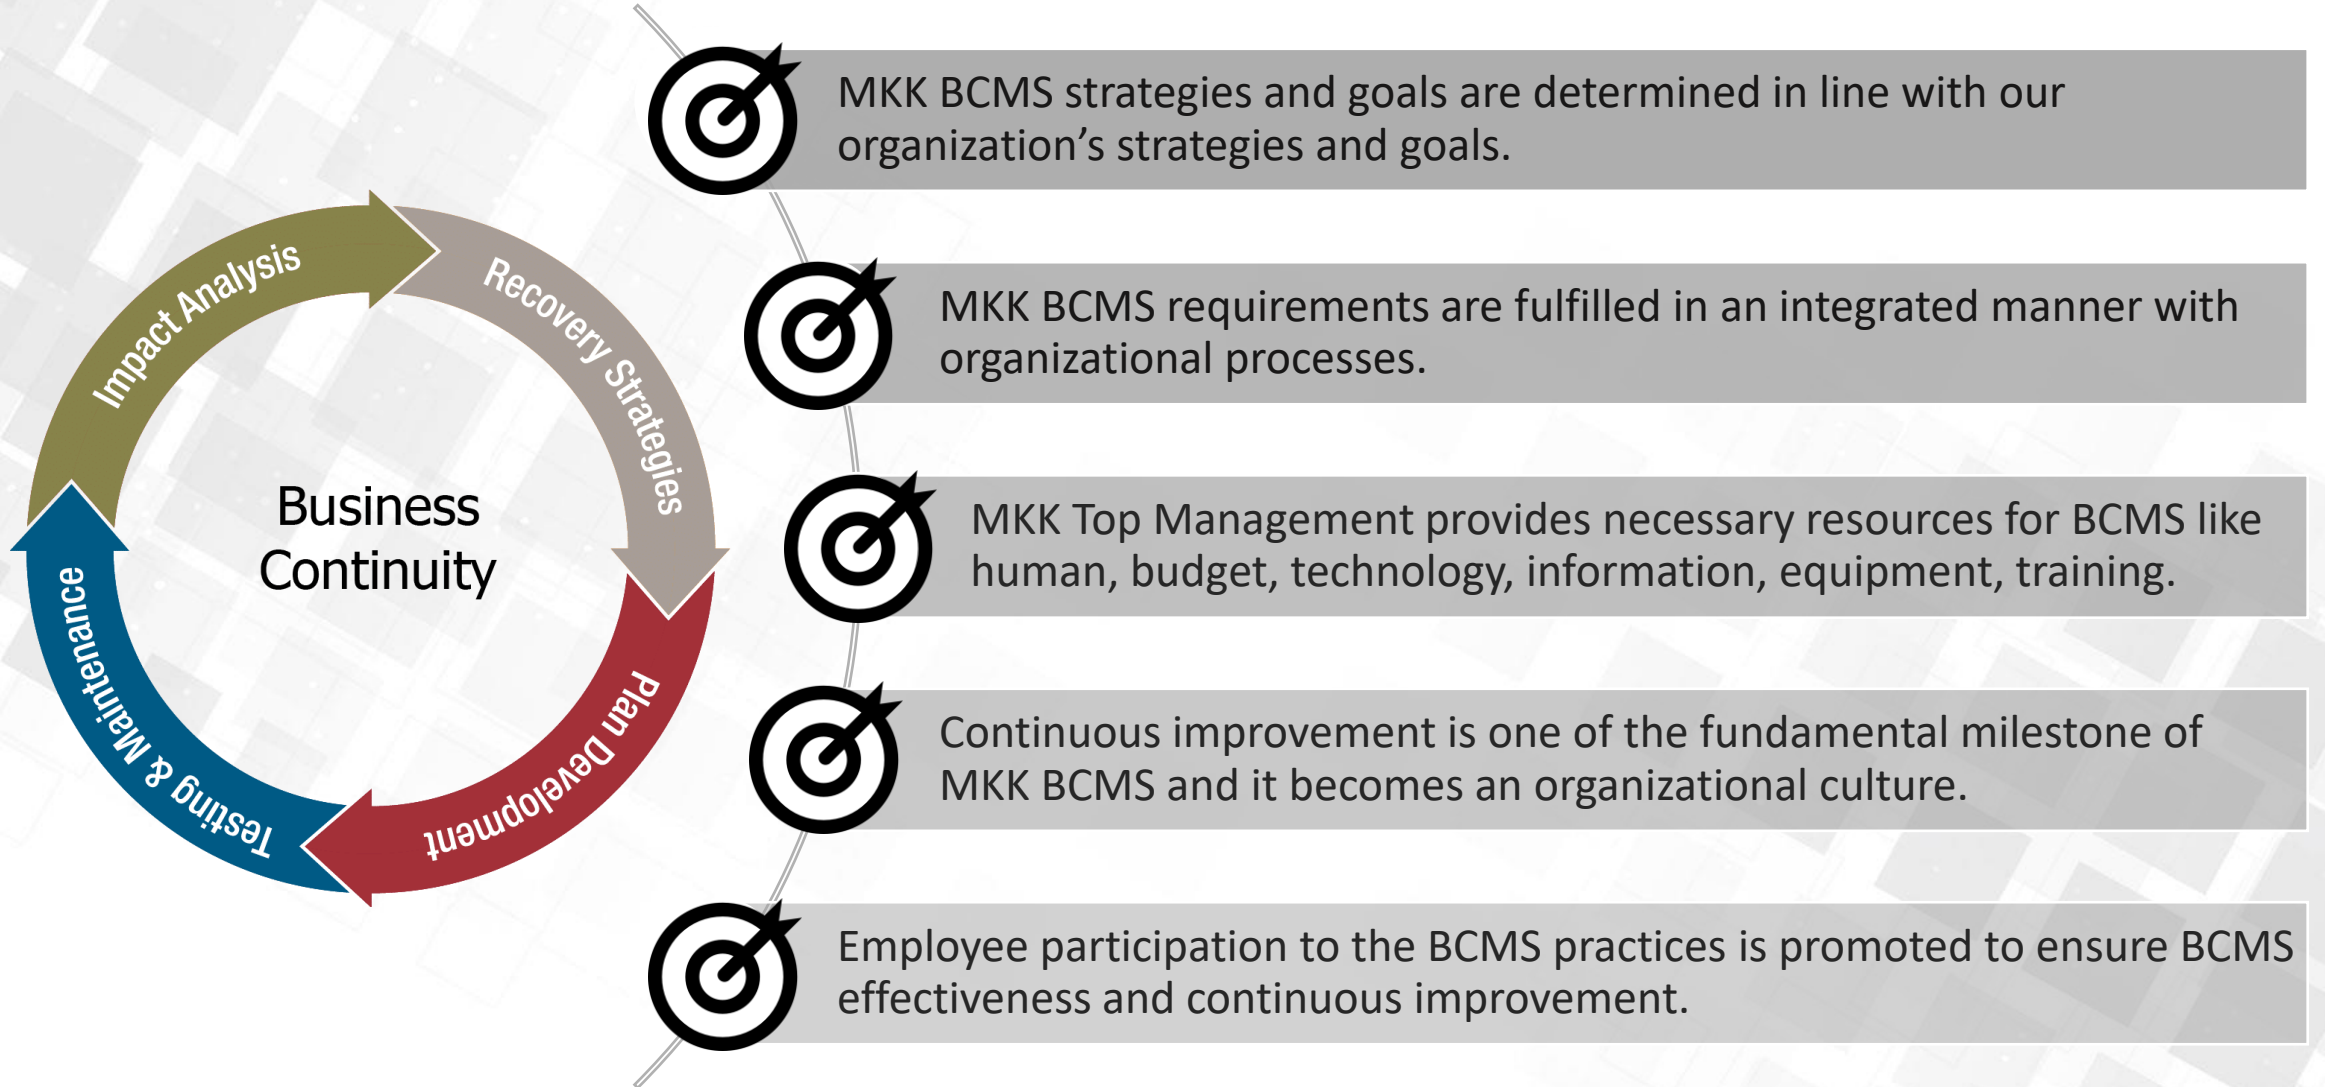 Impact Analysis
Recovery Strategies
Plan Development
Testing & Maintenance
Business
Continuity
MKK BCMS strategies and goals are determined in line with our
organization’s strategies and goals.
MKK BCMS requirements are fulfilled in an integrated manner with
organizational processes.
MKK Top Management provides necessary resources for BCMS like
human, budget, technology, information, equipment, training.
Continuous improvement is one of the fundamental milestone of
MKK BCMS and it becomes an organizational culture.
Employee participation to the BCMS practices is promoted to ensure BCMS
effectiveness and continuous improvement.